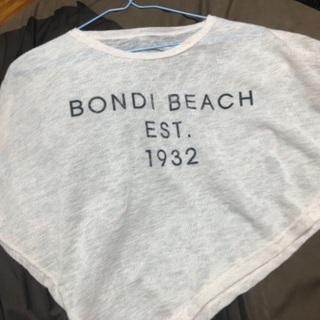 BONDI BEACH
EST.
1932